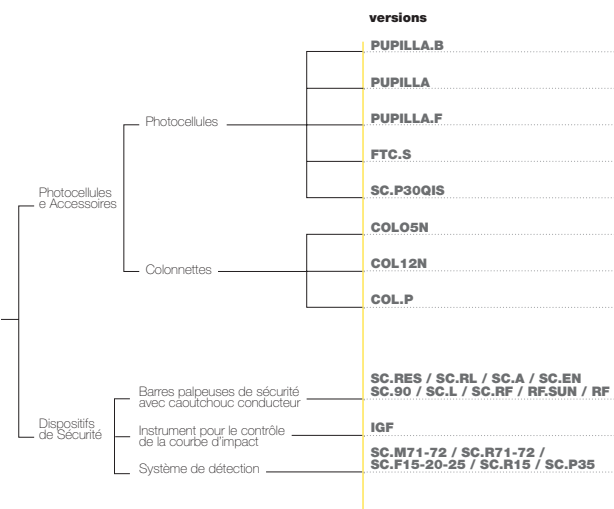 versions
PUPILLA.B
PUPILLA
Photocellules
PUPILLA.F
FTC.S
Photocellules
e Accessoires
SC.P30QIS
COLO5N
Colonnettes
COL12N
COL.P
Barres palpeuses de sécurité
avec caoutchouc conducteur
SC.RES / SC.RL / SC.A / SC.EN
SC.90 / SC.L / SC.RF / RF.SUN / RF
Dispositifs
de Sécurité
Instrument pour le contrôle
de la courbe d'impact
IGF
Système de détection
SC.M71-72 / SC.R71-72 /
SC.F15-20-25 / SC.R15 / SC.P35